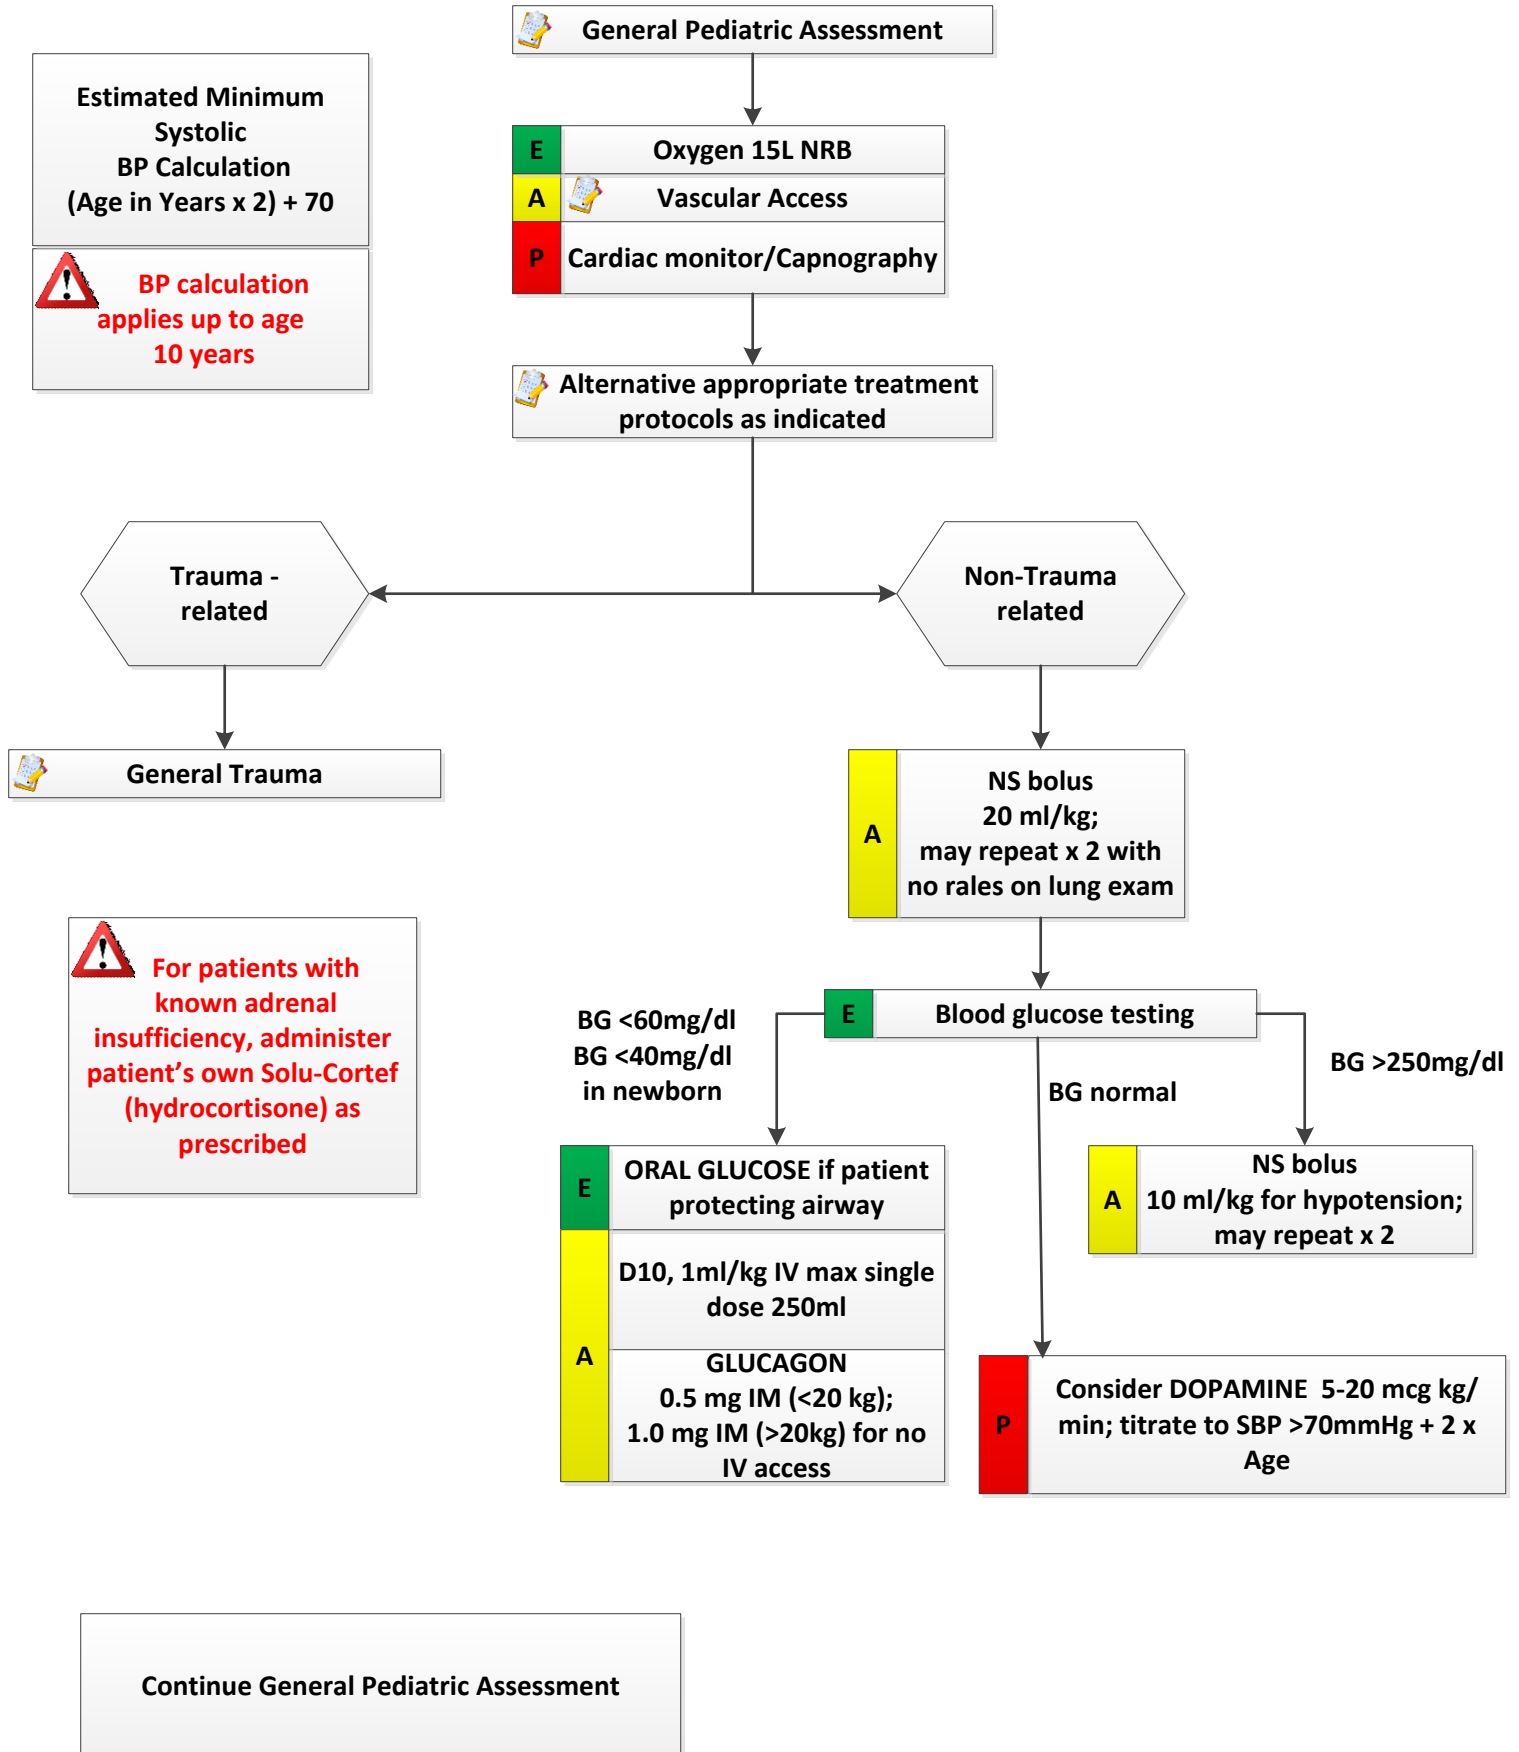 General Pediatric Assessment
Estimated Minimum
Systolic
BP Calculation
(Age in Years x 2) + 70
BP calculation
applies up to age
10 years
E
Oxygen 15L NRB
A
Vascular Access
P
Cardiac monitor/Capnography
Alternative appropriate treatment
protocols as indicated
Trauma -
related
Non-Trauma
related
General Trauma
A
NS bolus
20 ml/kg;
may repeat x 2 with
no rales on lung exam
For patients with
known adrenal
insufficiency, administer
patient's own Solu-Cortef
(hydrocortisone) as
prescribed
E
Blood glucose testing
BG <60mg/dl
BG <40mg/dl
in newborn
BG normal
BG >250mg/dl
E
ORAL GLUCOSE if patient
protecting airway
A
D10, 1ml/kg IV max single
dose 250ml
GLUCAGON
0.5 mg IM (<20 kg);
1.0 mg IM (>20kg) for no
IV access
A
NS bolus
10 ml/kg for hypotension;
may repeat x 2
P
Consider DOPAMINE  5-20 mcg kg/
min; titrate to SBP >70mmHg + 2 x
Age
Continue General Pediatric Assessment